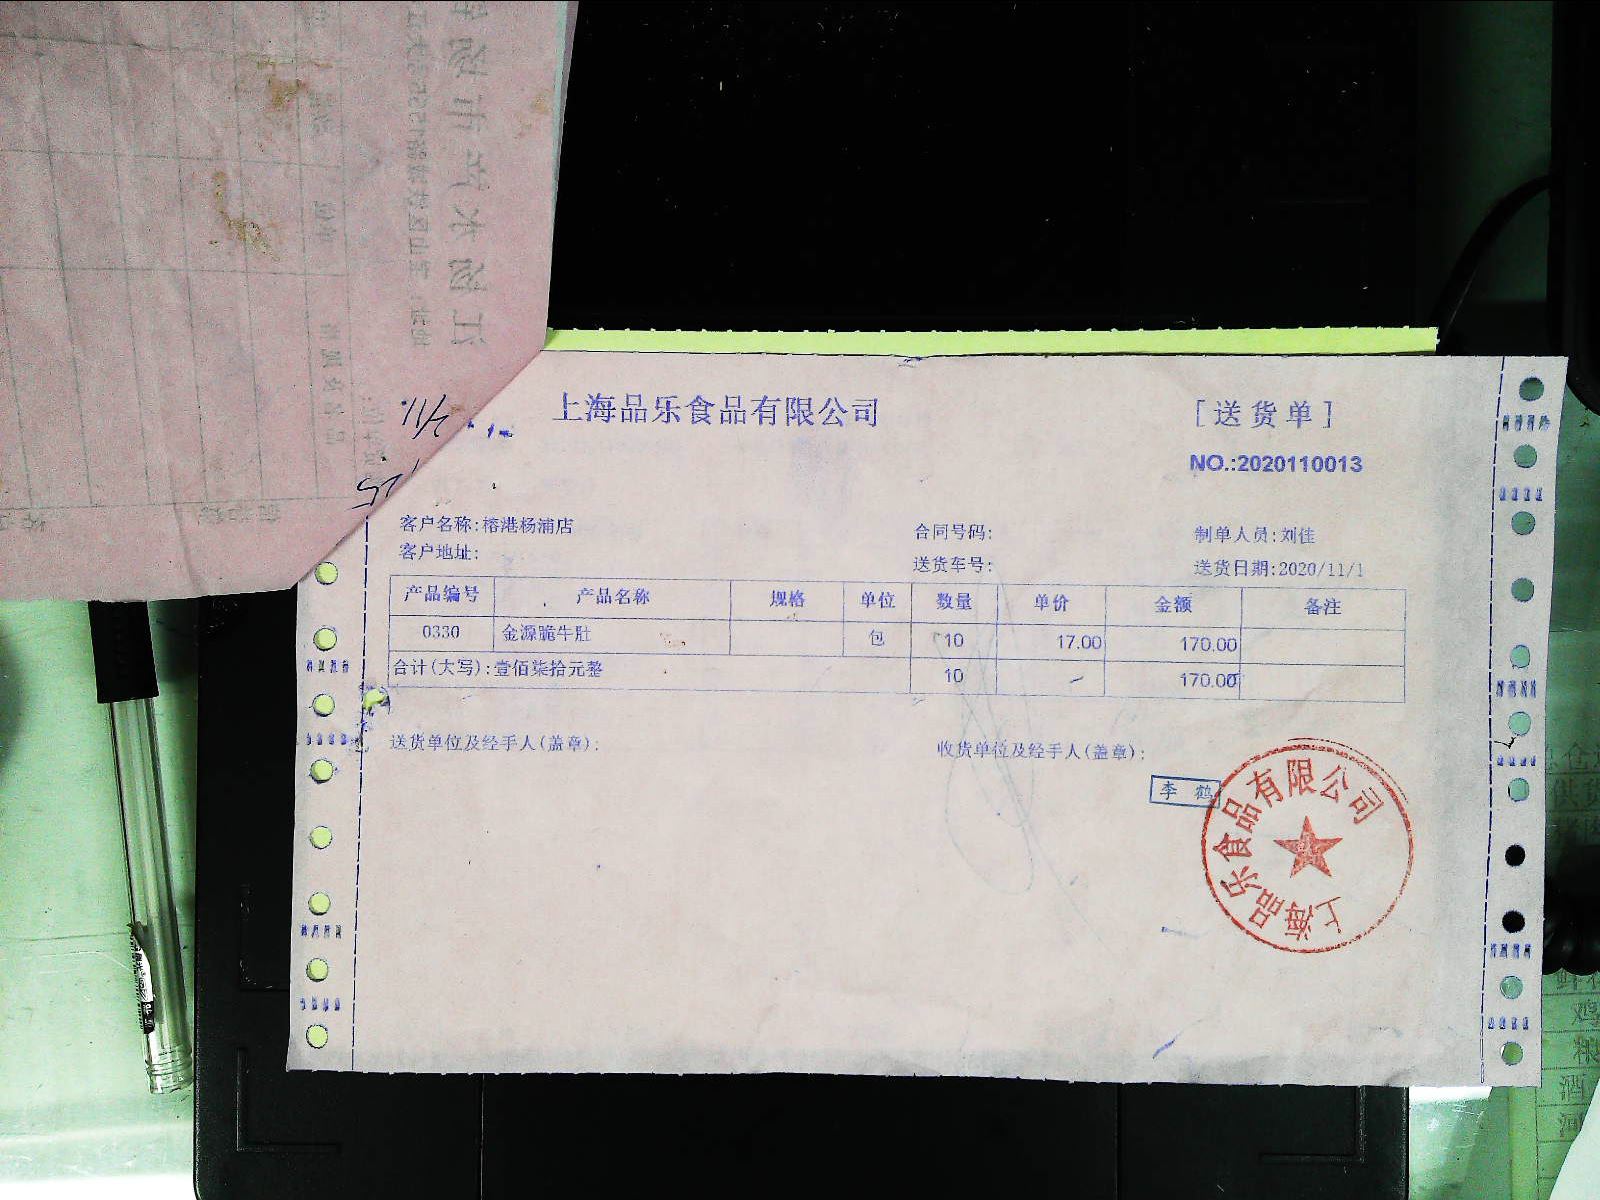 上海品乐食品有限公司
[送货单]
NO.:2020110013
客户名称:榕港杨浦店
合同号码:
制单人员:刘佳
客户地址:
送货车号:
送货日期:2020/11/1
产品编号 产品名称 规格 单位 数量 单价 金额 备注
0330 金源脆牛肚 包 10 17.00 170.00
合计(大写):壹佰柒拾元整 10 170.00
送货单位及经手人(盖章):
收货单位及经手人(盖章):
李鹤
上海品乐食品有限公司